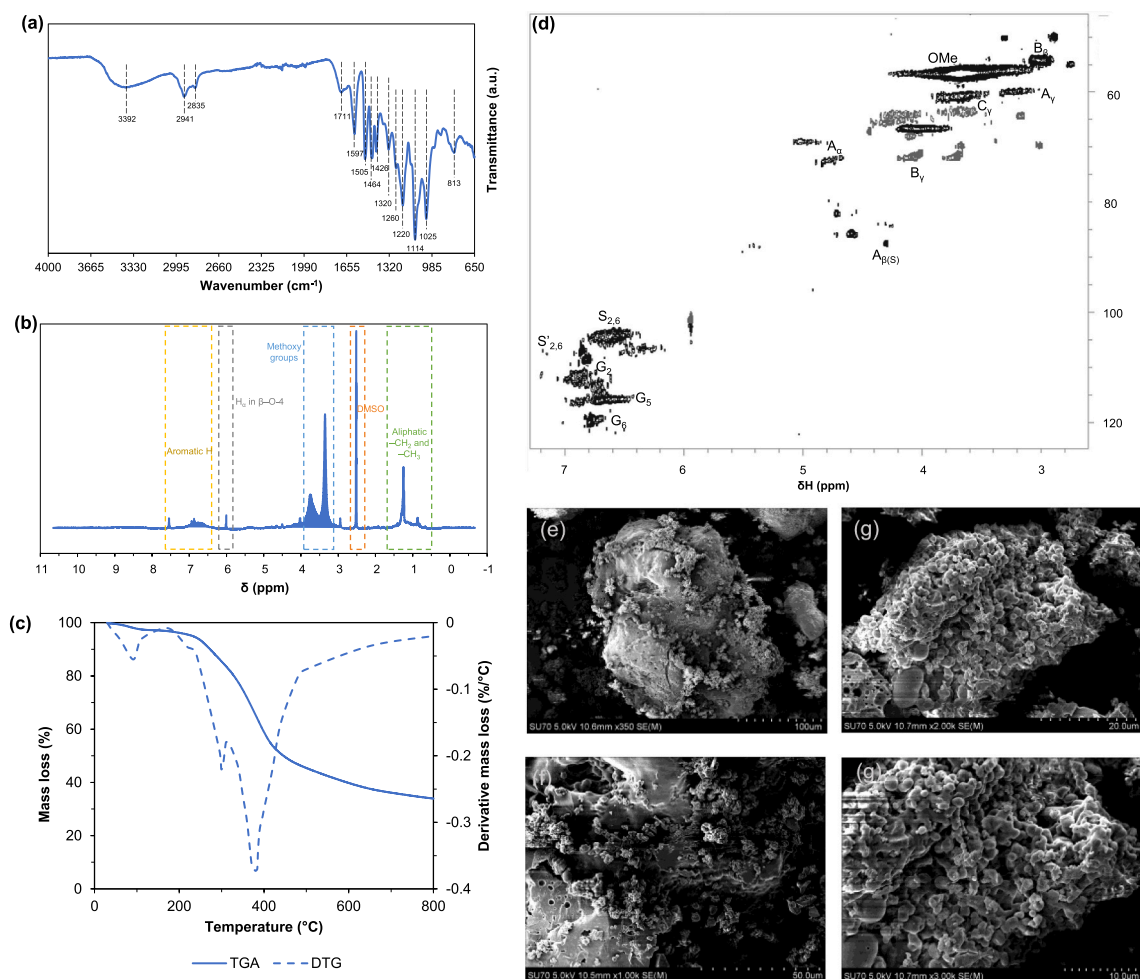 (a)
3392
2941
2835
1711
1597
1505
1464
1426
1320
1260
1220
1114
1025
813
Transmittance (a.u.)
4000 3665 3330 2995 2660 2325 1990 1655 1320 985 650
Wavenumber (cm⁻¹)
(b)
Methoxy
groups
Hα in β–O-4
DMSO
Aromatic H
Aliphatic
–CH₂ and
–CH₃
11 10 9 8 7 6 5 4 3 2 1 0 -1
δ (ppm)
(c)
100
80
60
40
20
0
Mass loss (%)
0
-0.1
-0.2
-0.3
-0.4
Derivative mass loss (%/°C)
0 200 400 600 800
Temperature (°C)
TGA DTG
(d)
OMe
Bβ
Aγ
Cγ
Aα
Bγ
Aβ(S)
S2,6
S'2,6
G2
G5
G6
60
80
100
120
7 6 5 4 3
δH (ppm)
(e)
SU70 5.0kV 10.6mm x350 SE(M) 100um
(g)
SU70 5.0kV 10.7mm x2.00k SE(M) 20.0um
SU70 5.0kV 10.5mm x1.00k SE(M) 50.0um
(g)
SU70 5.0kV 10.7mm x3.00k SE(M) 10.0um